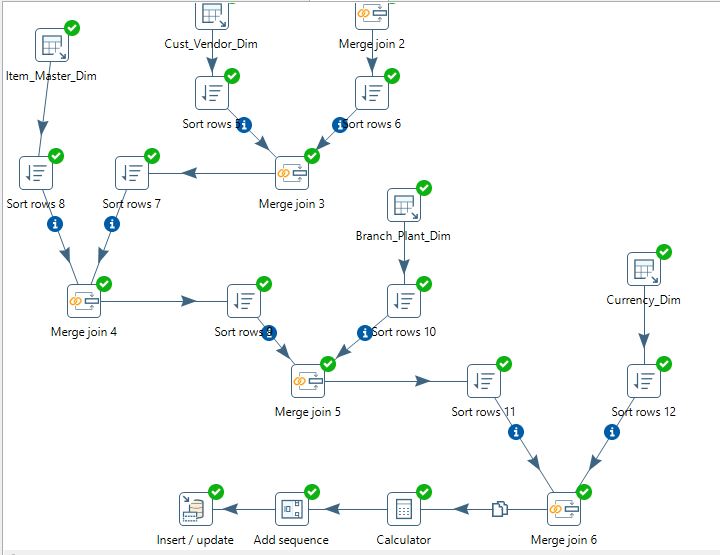 Cust_Vendor_Dim
Merge join 2
Item_Master_Dim
Sort rows 5
Sort rows 6
Sort rows 8
Sort rows 7
Merge join 3
Branch_Plant_Dim
Currency_Dim
Merge join 4
Sort rows 9
Sort rows 10
Merge join 5
Sort rows 11
Sort rows 12
Insert / update
Add sequence
Calculator
Merge join 6